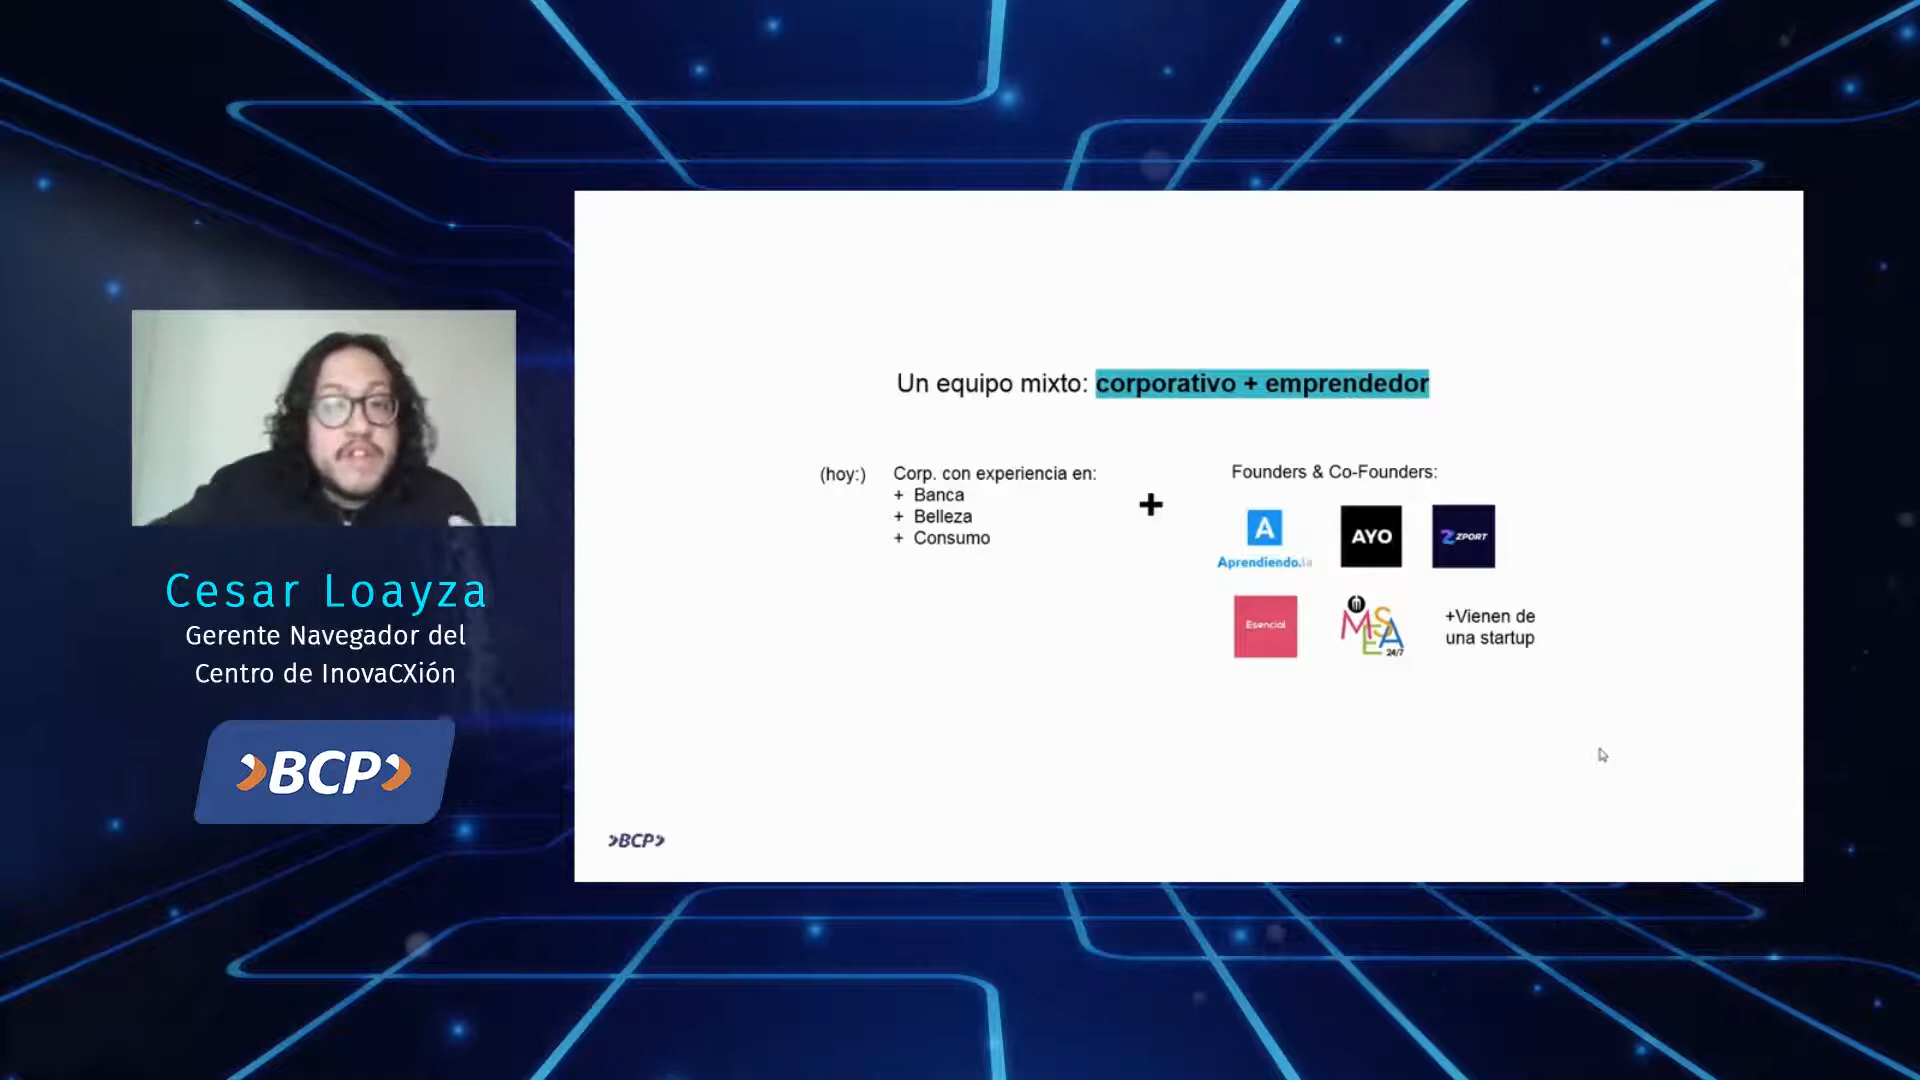 Cesar Loayza
Gerente Navegador del
Centro de InovaCXión
BCP
Un equipo mixto: corporativo + emprendedor
(hoy:)
Corp. con experiencia en:
+ Banca
+ Belleza
+ Consumo
+
Founders & Co-Founders:
A
Aprendiendo.la
AYO
ZPORT
Esencial
MESA
24/7
+Vienen de
una startup
BCP